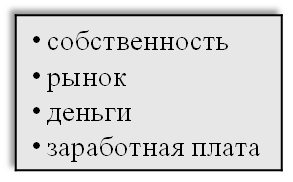 • собственность
• рынок
• деньги
• заработная плата